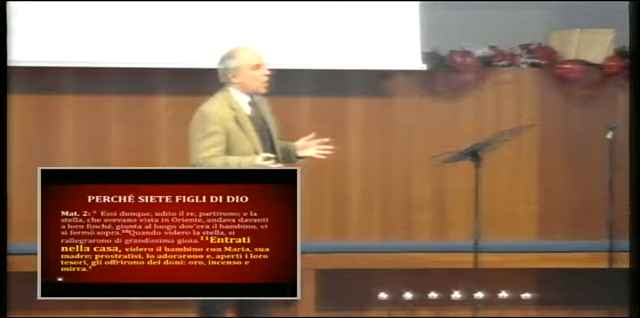 PERCHÉ SIETE FIGLI DI DIO
Mat. 2: ⁹ Essi dunque, udito il re, partirono; e la
stella, che avevano vista in Oriente, andava davanti
a loro finché, giunta al luogo dov'era il bambino, vi
si fermò sopra. ¹⁰Quando videro la stella, si
rallegrarono di grandissima gioia. ¹¹Entrati
nella casa, videro il bambino con Maria, sua
madre; prostratisi, lo adorarono e, aperti i loro
tesori, gli offrirono dei doni: oro, incenso e
mirra.